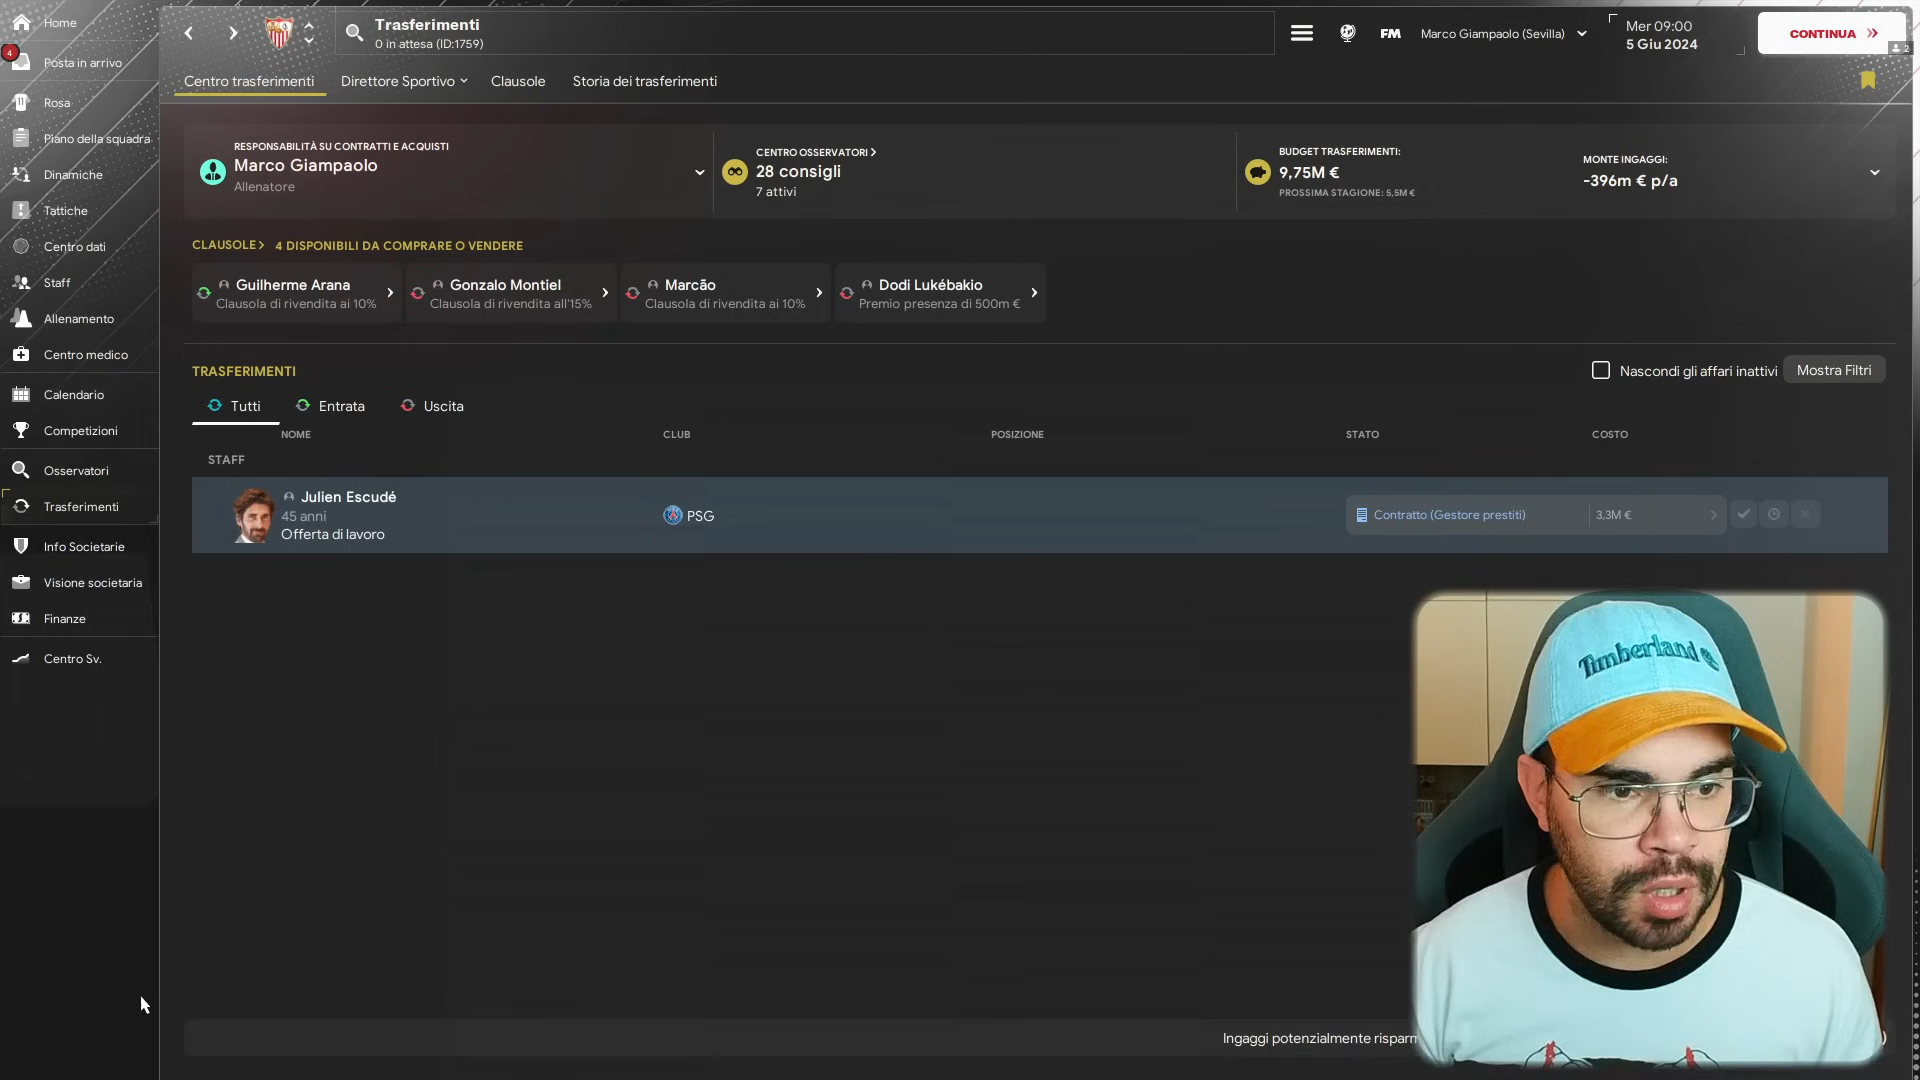 Home
Trasferimenti
0 in attesa (ID:1759)
FM
Marco Giampaolo (Sevilla)
Mer 09:00
5 Giu 2024
CONTINUA
2
4
Posta in arrivo
Centro trasferimenti
Direttore Sportivo
Clausole
Storia dei trasferimenti
Rosa
Piano della squadra
Dinamiche
Tattiche
Centro dati
Staff
Allenamento
Centro medico
Calendario
Competizioni
Osservatori
Trasferimenti
Info Societarie
Visione societaria
Finanze
Centro Sv.
RESPONSABILITÀ SU CONTRATTI E ACQUISTI
Marco Giampaolo
Allenatore
CENTRO OSSERVATORI
28 consigli
7 attivi
BUDGET TRASFERIMENTI:
9,75M €
PROSSIMA STAGIONE: 5,5M €
MONTE INGAGGI:
-396m € p/a
CLAUSOLE
4 DISPONIBILI DA COMPRARE O VENDERE
Guilherme Arana
Clausola di rivendita al 10%
Gonzalo Montiel
Clausola di rivendita all'15%
Marcão
Clausola di rivendita al 10%
Dodi Lukébakio
Premio presenza di 500m €
TRASFERIMENTI
Nascondi gli affari inattivi
Mostra Filtri
Tutti
Entrata
Uscita
NOME
CLUB
POSIZIONE
STATO
COSTO
STAFF
Julien Escudé
45 anni
Offerta di lavoro
PSG
Contratto (Gestore prestiti)
3,3M €
Timberland
Ingaggi potenzialmente risparm